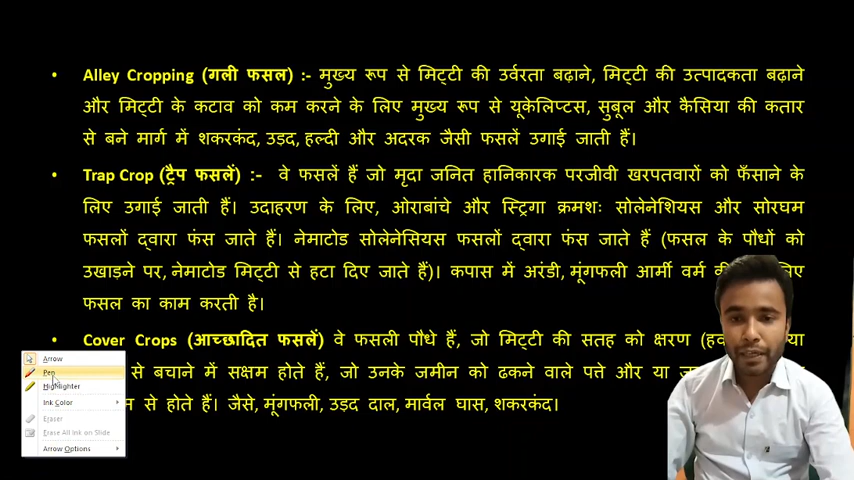 • Alley Cropping (गली फसल) :- मुख्य रूप से मिट्टी की उर्वरता बढ़ाने, मिट्टी की उत्पादकता बढ़ाने
और मिट्टी के कटाव को कम करने के लिए मुख्य रूप से यूकेलिप्टस, सुबूल और कैसिया की कतार
से बने मार्ग में शकरकंद, उड़द, हल्दी और अदरक जैसी फसलें उगाई जाती हैं।
• Trap Crop (ट्रैप फसलें) :- वे फसलें हैं जो मृदा जनित हानिकारक परजीवी खरपतवारों को फँसाने के
लिए उगाई जाती हैं। उदाहरण के लिए, ओराबांचे और स्ट्रिगा क्रमशः सोलेनेशियस और सोरघम
फसलों द्वारा फंस जाते हैं। नेमाटोड सोलेनेसियस फसलों द्वारा फंस जाते हैं (फसल के पौधों को
उखाड़ने पर, नेमाटोड मिट्टी से हटा दिए जाते हैं)। कपास में अरंडी, मूंगफली आर्मी वर्म
फसल का काम करती है।
• Cover Crops (आच्छादित फसलें) वे फसली पौधे हैं, जो मिट्टी की सतह को क्षरण या
से बचाने में सक्षम होते हैं, जो उनके जमीन को ढकने वाले पत्ते और या
से होते हैं। जैसे, मूंगफली, उड़द दाल, मार्वल घास, शकरकंद।
Arrow
Pen
Highlighter
Ink Color
Eraser
Erase All Ink on Slide
Arrow Options